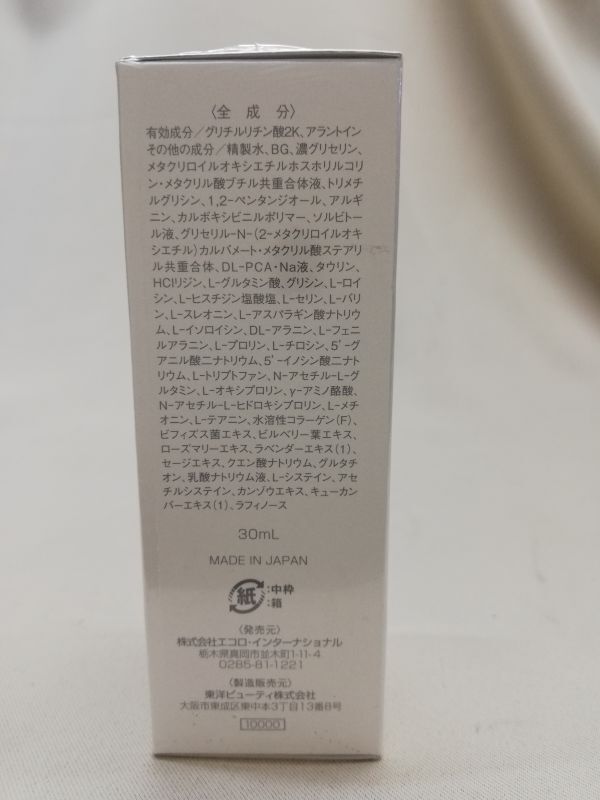 〈全 成 分〉
有効成分／グリチルリチン酸2K、アラントイン
その他の成分／精製水、BG、濃グリセリン、
メタクリロイルオキシエチルホスホリルコリ
ン・メタクリル酸ブチル共重合体液、トリメチ
ルグリシン、1,2-ペンタンジオール、アルギ
ニン、カルボキシビニルポリマー、ソルビトー
ル液、グリセリル-N-(2-メタクリロイルオキ
シエチル)カルバメート・メタクリル酸ステアリ
ル共重合体、DL-PCA・Na液、タウリン、
HClリジン、L-グルタミン酸、グリシン、L-ロイ
シン、L-ヒスチジン塩酸塩、L-セリン、L-バリ
ン、L-スレオニン、L-アスパラギン酸ナトリウ
ム、L-イソロイシン、DL-アラニン、L-フェニ
ルアラニン、L-プロリン、L-チロシン、5'-グ
アニル酸二ナトリウム、5'-イノシン酸二ナト
リウム、L-トリプトファン、N-アセチル-L-グ
ルタミン、L-オキシプロリン、γ-アミノ酪酸、
N-アセチル-L-ヒドロキシプロリン、L-メチ
オニン、L-テアニン、水溶性コラーゲン(F)、
ビフィズス菌エキス、ビルベリー葉エキス、
ローズマリーエキス、ラベンダーエキス(1)、
セージエキス、クエン酸ナトリウム、グルタチ
オン、乳酸ナトリウム液、L-システイン、アセ
チルシステイン、カンゾウエキス、キューカン
バーエキス(1)、ラフィノース
30mL
MADE IN JAPAN
紙 :中枠
:箱
〈発売元〉
株式会社エコロ・インターナショナル
栃木県真岡市並木町1-11-4
0285-81-1221
〈製造販売元〉
東洋ビューティ株式会社
大阪市東成区東中本3丁目13番8号
10000